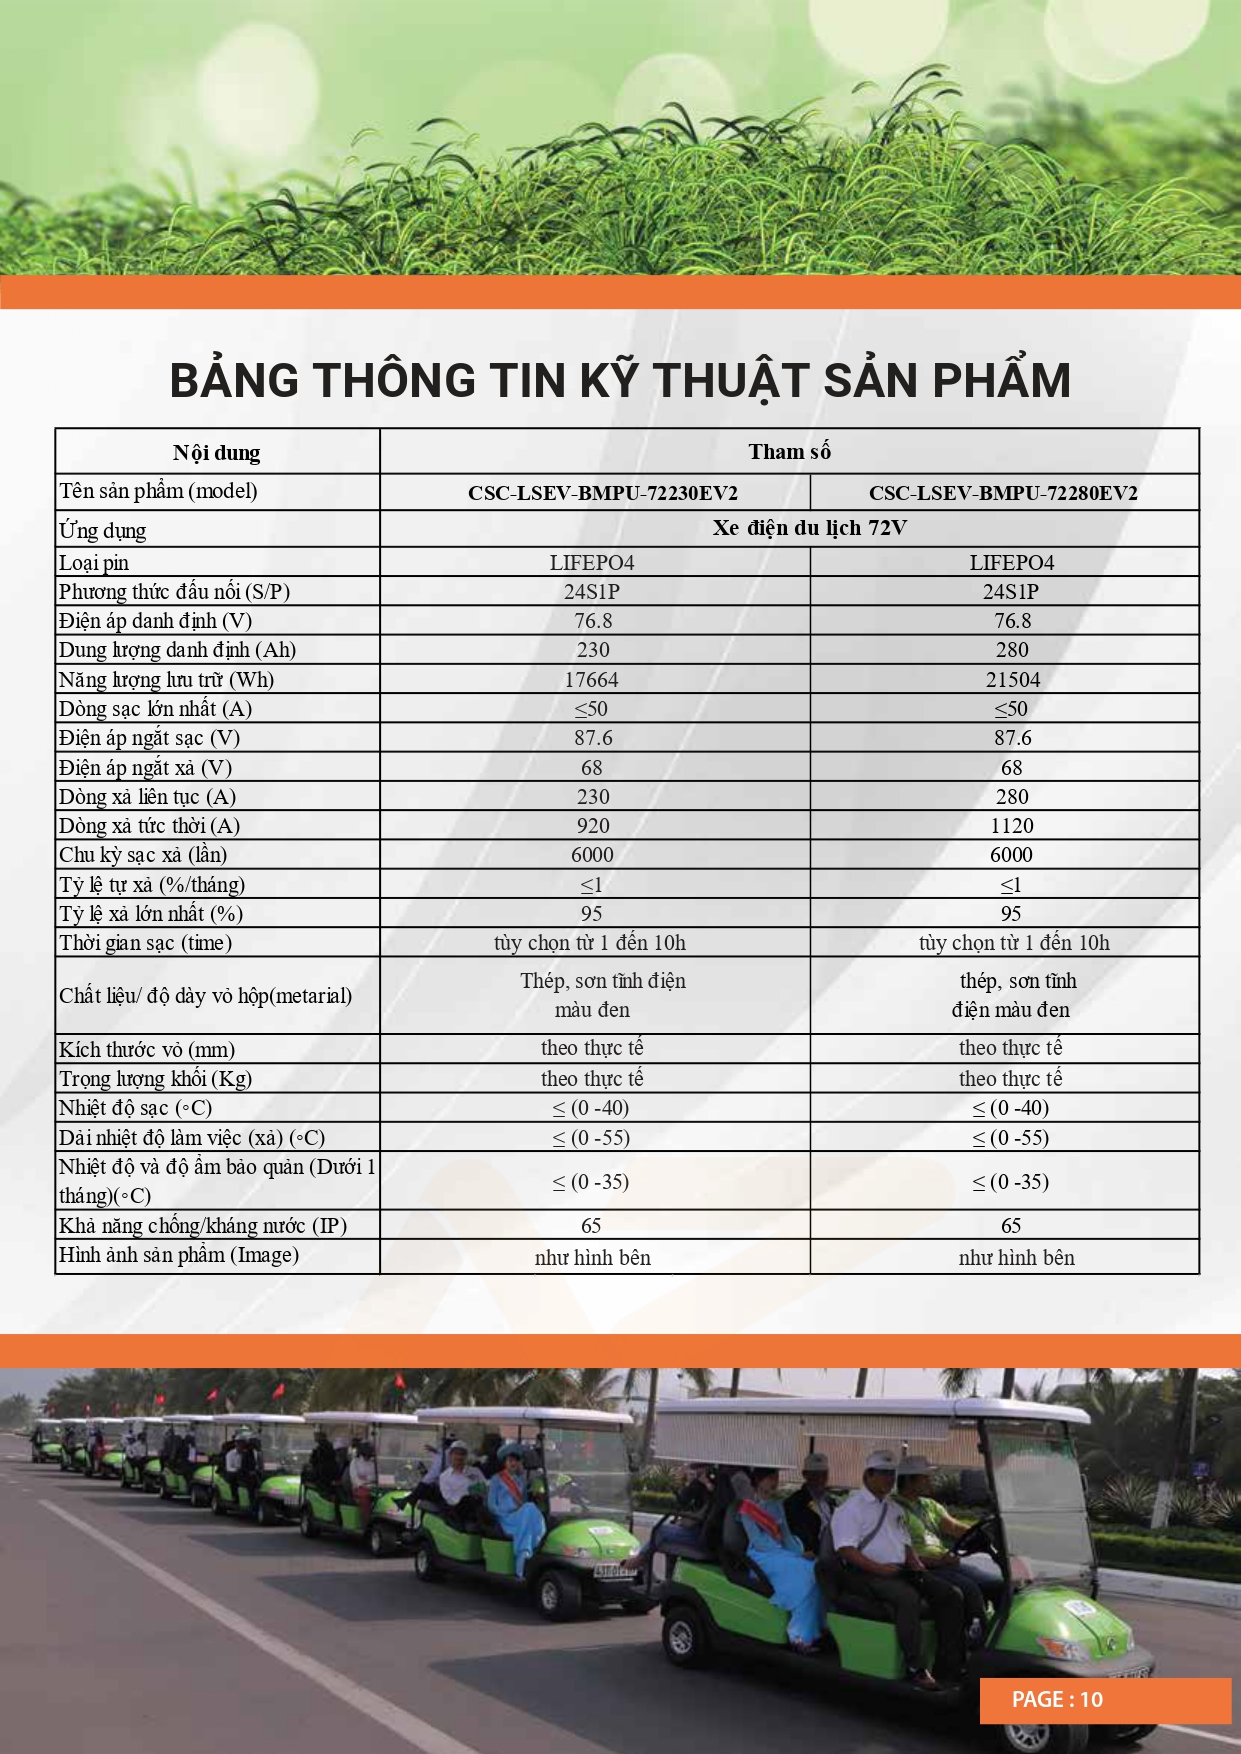 BẢNG THÔNG TIN KỸ THUẬT SẢN PHẨM
Nội dung Tham số
Tên sản phẩm (model) CSC-LSEV-BMPU-72230EV2 CSC-LSEV-BMPU-72280EV2
Ứng dụng Xe điện du lịch 72V
Loại pin LIFEPO4 LIFEPO4
Phương thức đấu nối (S/P) 24S1P 24S1P
Điện áp danh định (V) 76.8 76.8
Dung lượng danh định (Ah) 230 280
Năng lượng lưu trữ (Wh) 17664 21504
Dòng sạc lớn nhất (A) ≤50 ≤50
Điện áp ngắt sạc (V) 87.6 87.6
Điện áp ngắt xả (V) 68 68
Dòng xả liên tục (A) 230 280
Dòng xả tức thời (A) 920 1120
Chu kỳ sạc xả (lần) 6000 6000
Tỷ lệ tự xả (%/tháng) ≤1 ≤1
Tỷ lệ xả lớn nhất (%) 95 95
Thời gian sạc (time) tùy chọn từ 1 đến 10h tùy chọn từ 1 đến 10h
Chất liệu/ độ dày vỏ hộp(metarial) Thép, sơn tĩnh điện thép, sơn tĩnh
màu đen điện màu đen
Kích thước vỏ (mm) theo thực tế theo thực tế
Trọng lượng khối (Kg) theo thực tế theo thực tế
Nhiệt độ sạc (◦C) ≤ (0 -40) ≤ (0 -40)
Dải nhiệt độ làm việc (xả) (◦C) ≤ (0 -55) ≤ (0 -55)
Nhiệt độ và độ ẩm bảo quản (Dưới 1
tháng)(◦C) ≤ (0 -35) ≤ (0 -35)
Khả năng chống/kháng nước (IP) 65 65
Hình ảnh sản phẩm (Image) như hình bên như hình bên
PAGE : 10